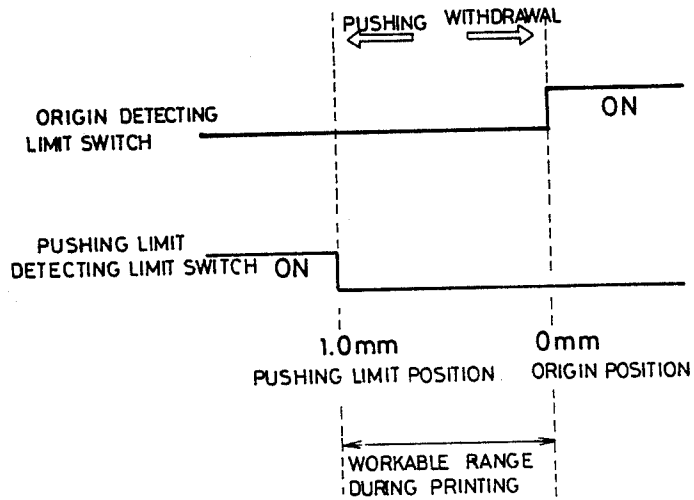 PUSHING WITHDRAWAL
ORIGIN DETECTING
LIMIT SWITCH
ON
PUSHING LIMIT
DETECTING LIMIT SWITCH ON
1.0mm 0mm
PUSHING LIMIT POSITION ORIGIN POSITION
WORKABLE RANGE
DURING PRINTING